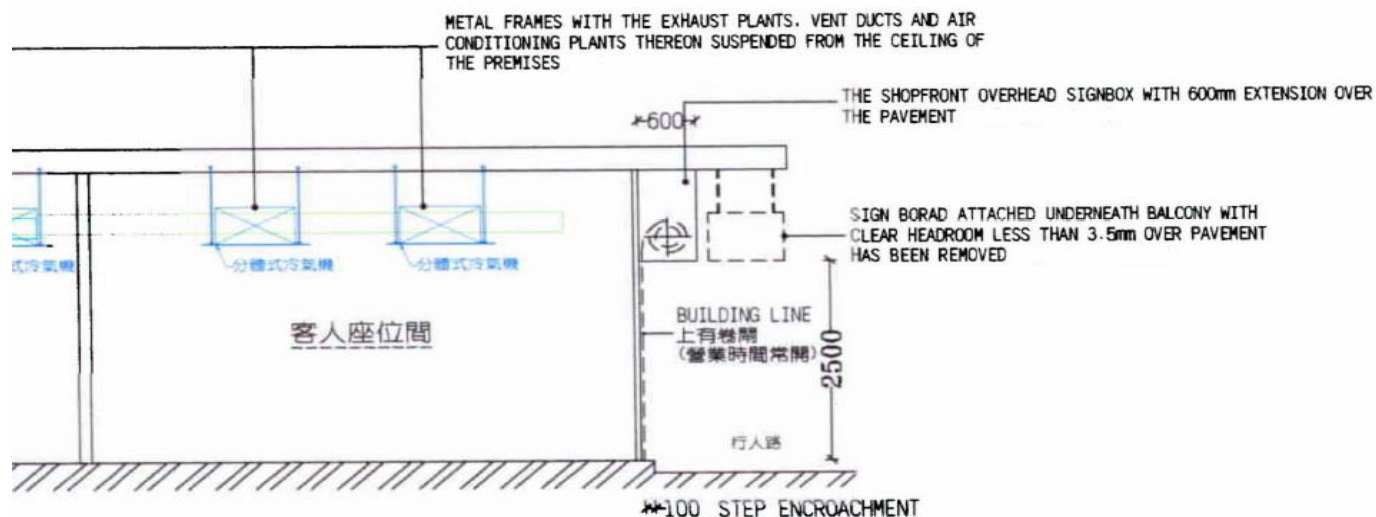 METAL FRAMES WITH THE EXHAUST PLANTS. VENT DUCTS AND AIR
CONDITIONING PLANTS THEREON SUSPENDED FROM THE CEILING OF
THE PREMISES
THE SHOPFRONT OVERHEAD SIGNBOX WITH 600mm EXTENSION OVER
THE PAVEMENT
600
SIGN BORAD ATTACHED UNDERNEATH BALCONY WITH
CLEAR HEADROOM LESS THAN 3.5mm OVER PAVEMENT
HAS BEEN REMOVED
式冷氣機
分體式冷氣機
分體式冷氣機
客人座位間
BUILDING LINE
上有卷閘
(營業時間常開)
2500
行人路
100 STEP ENCROACHMENT